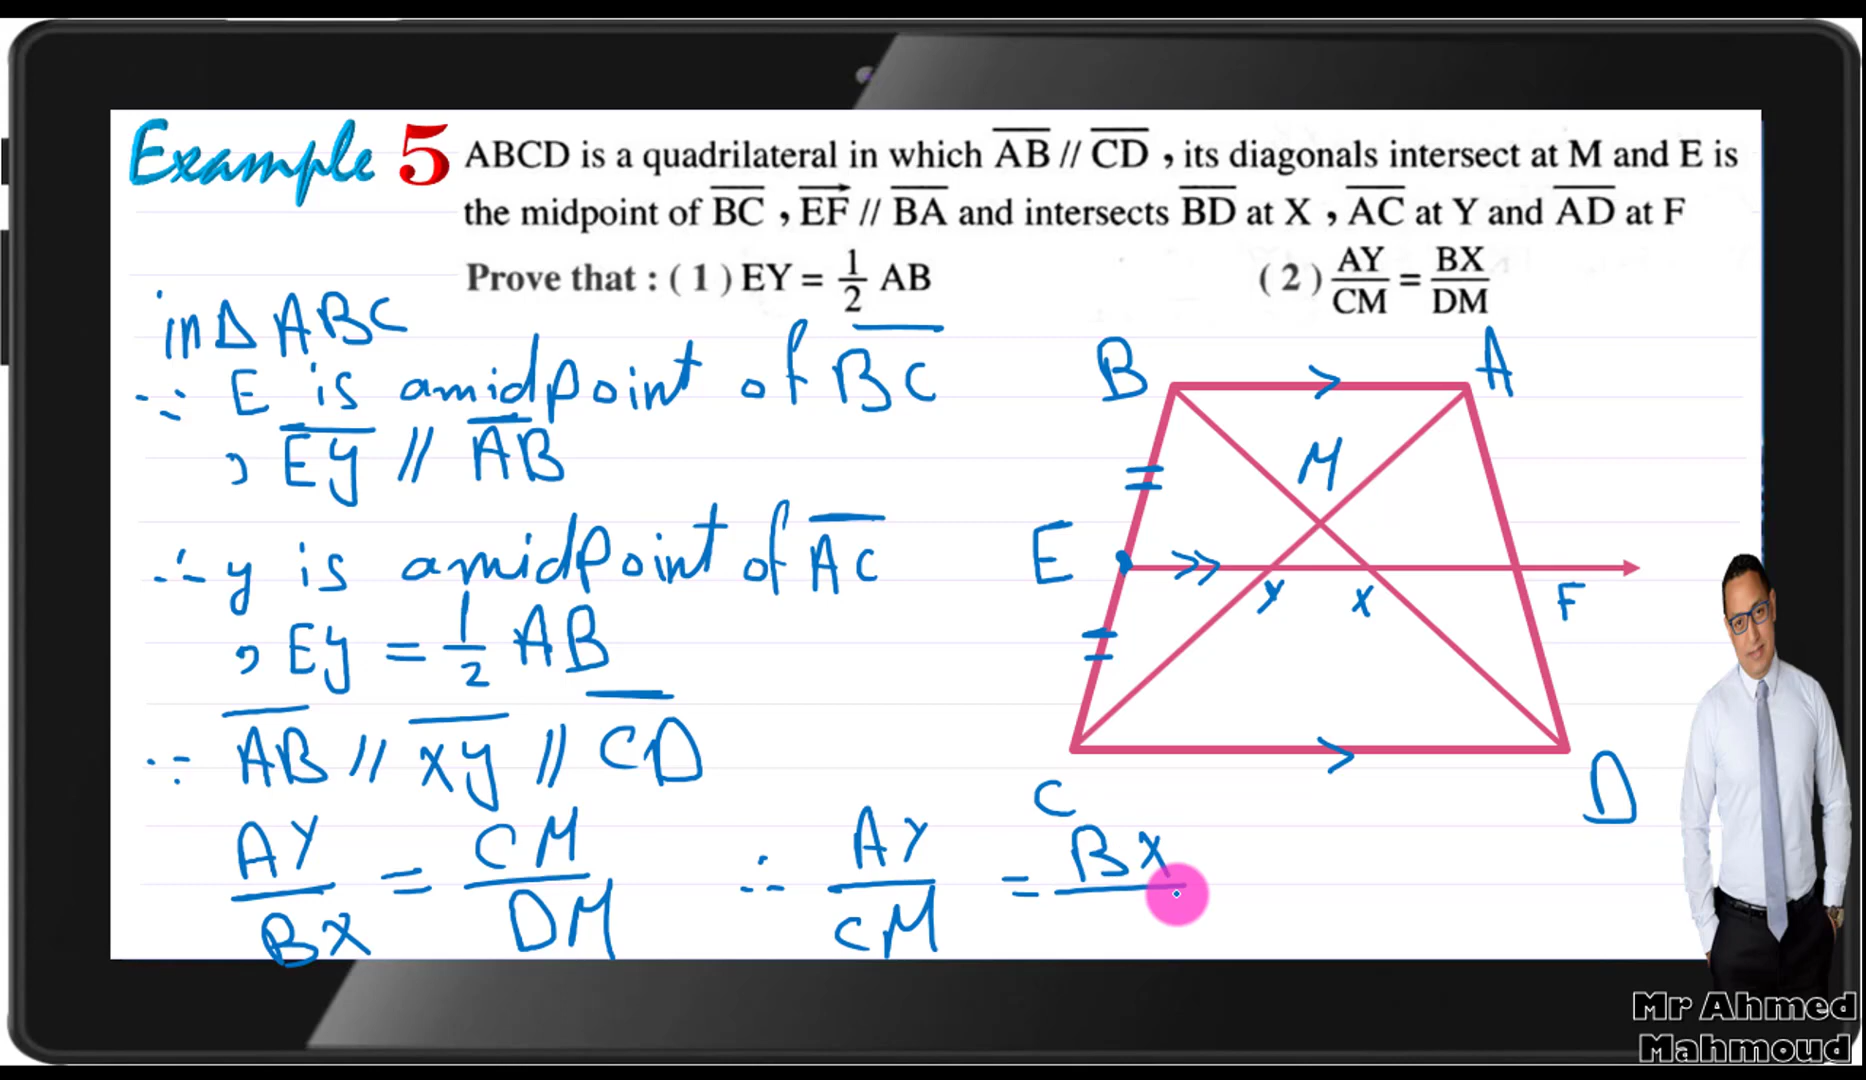 Example 5 ABCD is a quadrilateral in which AB // CD , its diagonals intersect at M and E is
the midpoint of BC , EF // BA and intersects BD at X , AC at Y and AD at F
Prove that : ( 1 ) EY = 1/2 AB ( 2 ) AY/CM = BX/DM
in Δ ABC
∵ E is a midpoint of BC
, EY // AB
∴ y is a midpoint of AC
, EY = 1/2 AB
∵ AB // XY // CD
AY/BX = CM/DM ∴ AY/CM = BX
B A
M
E
Y X F
C D
Mr Ahmed
Mahmoud